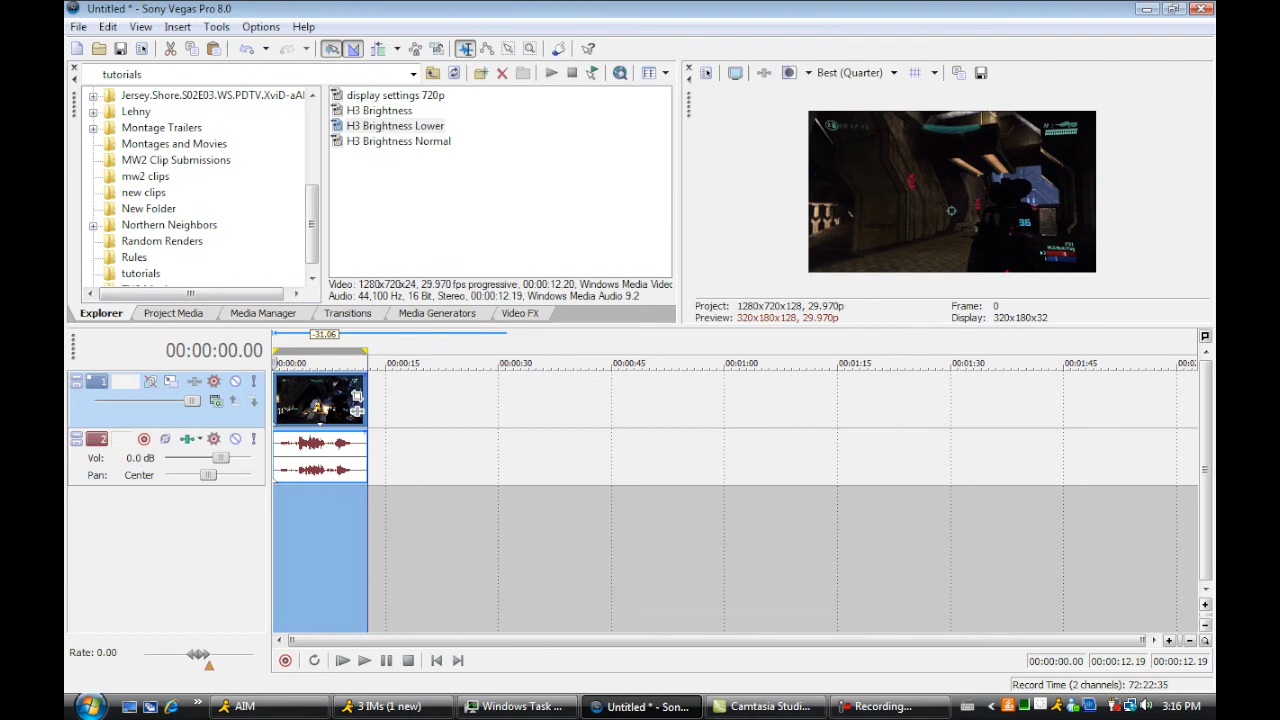 Untitled * - Sony Vegas Pro 8.0
File Edit View Insert Tools Options Help
tutorials
Best (Quarter)
Jersey.Shore.S02E03.WS.PDTV.XviD-aAl
Lehny
Montage Trailers
Montages and Movies
MW2 Clip Submissions
mw2 clips
new clips
New Folder
Northern Neighbors
Random Renders
Rules
tutorials
display settings 720p
H3 Brightness
H3 Brightness Lower
H3 Brightness Normal
36
Video: 1280x720x24, 29.970 fps progressive, 00:00:12.20, Windows Media Video
Audio: 44,100 Hz, 16 Bit, Stereo, 00:00:12.19, Windows Media Audio 9.2
Explorer Project Media Media Manager Transitions Media Generators Video FX
Project: 1280x720x128, 29.970p Frame: 0
Preview: 320x180x128, 29.970p Display: 320x180x32
-31.06
00:00:00.00
00:00:00 00:00:15 00:00:30 00:00:45 00:01:00 00:01:15 00:01:30 00:01:45 00:0
1
2
Vol: 0.0 dB
Pan: Center
Rate: 0.00
00:00:00.00 00:00:12.19 00:00:12.19
Record Time (2 channels): 72:22:35
AIM 3 IMs (1 new) Windows Task ... Untitled * - Son... Camtasia Studi... Recording... 3:16 PM